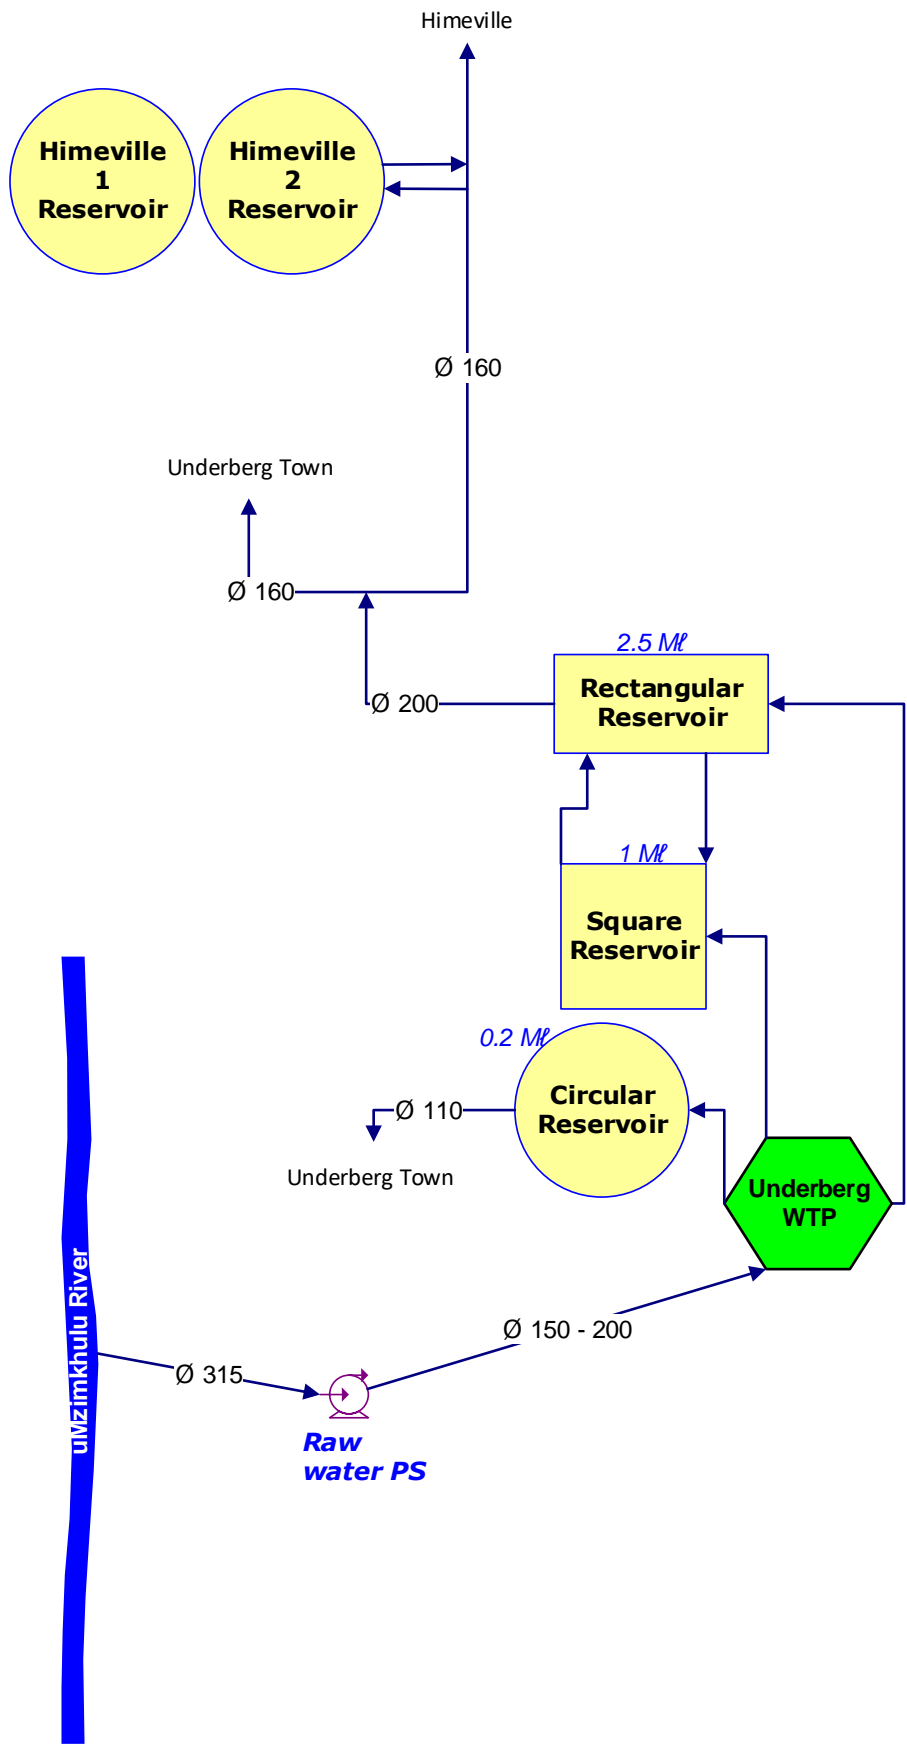 Himeville
Himeville
1
Reservoir
Himeville
2
Reservoir
Ø 160
Underberg Town
Ø 160
2.5 Mℓ
Rectangular
Reservoir
Ø 200
1 Mℓ
Square
Reservoir
0.2 Mℓ
Circular
Reservoir
Ø 110
Underberg Town
Underberg
WTP
uMzimkhulu River
Ø 150 - 200
Ø 315
Raw
water PS